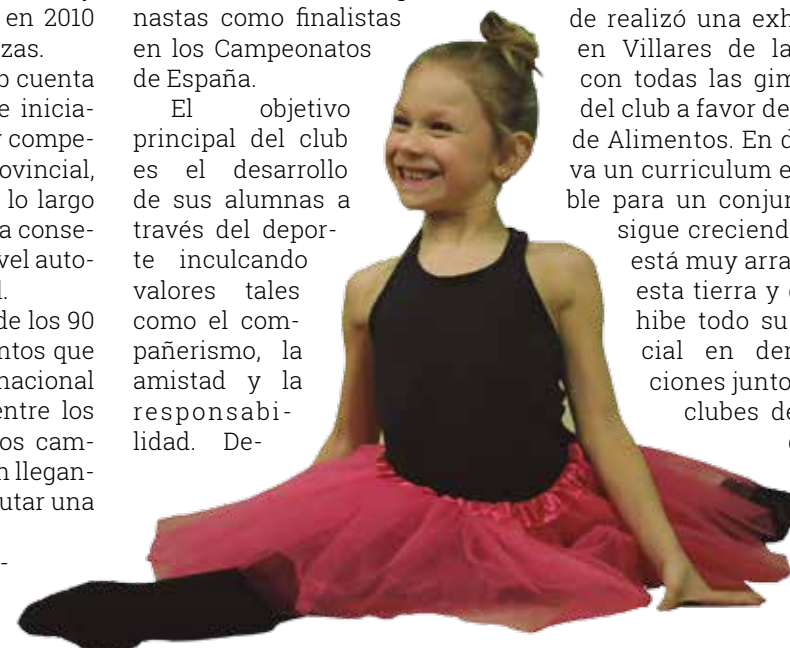 en 2010
zas.
b cuenta
e inicia-
compe-
ovincial,
lo largo
a conse-
vel auto-
l.
de los 90
ntos que
nacional
entre los
os cam-
n llegan-
utar una
-
nastas como finalistas
en los Campeonatos
de España.
El objetivo
principal del club
es el desarrollo
de sus alumnas a
través del depor-
te inculcando
valores tales
como el com-
pañerismo, la
amistad y la
responsabi-
lidad. De-
de realizó una exh
en Villares de la
con todas las gim
del club a favor de
de Alimentos. En d
va un curriculum e
ble para un conju
sigue creciend
está muy arra
esta tierra y
hibe todo su
cial en
ciones junto
clubes de